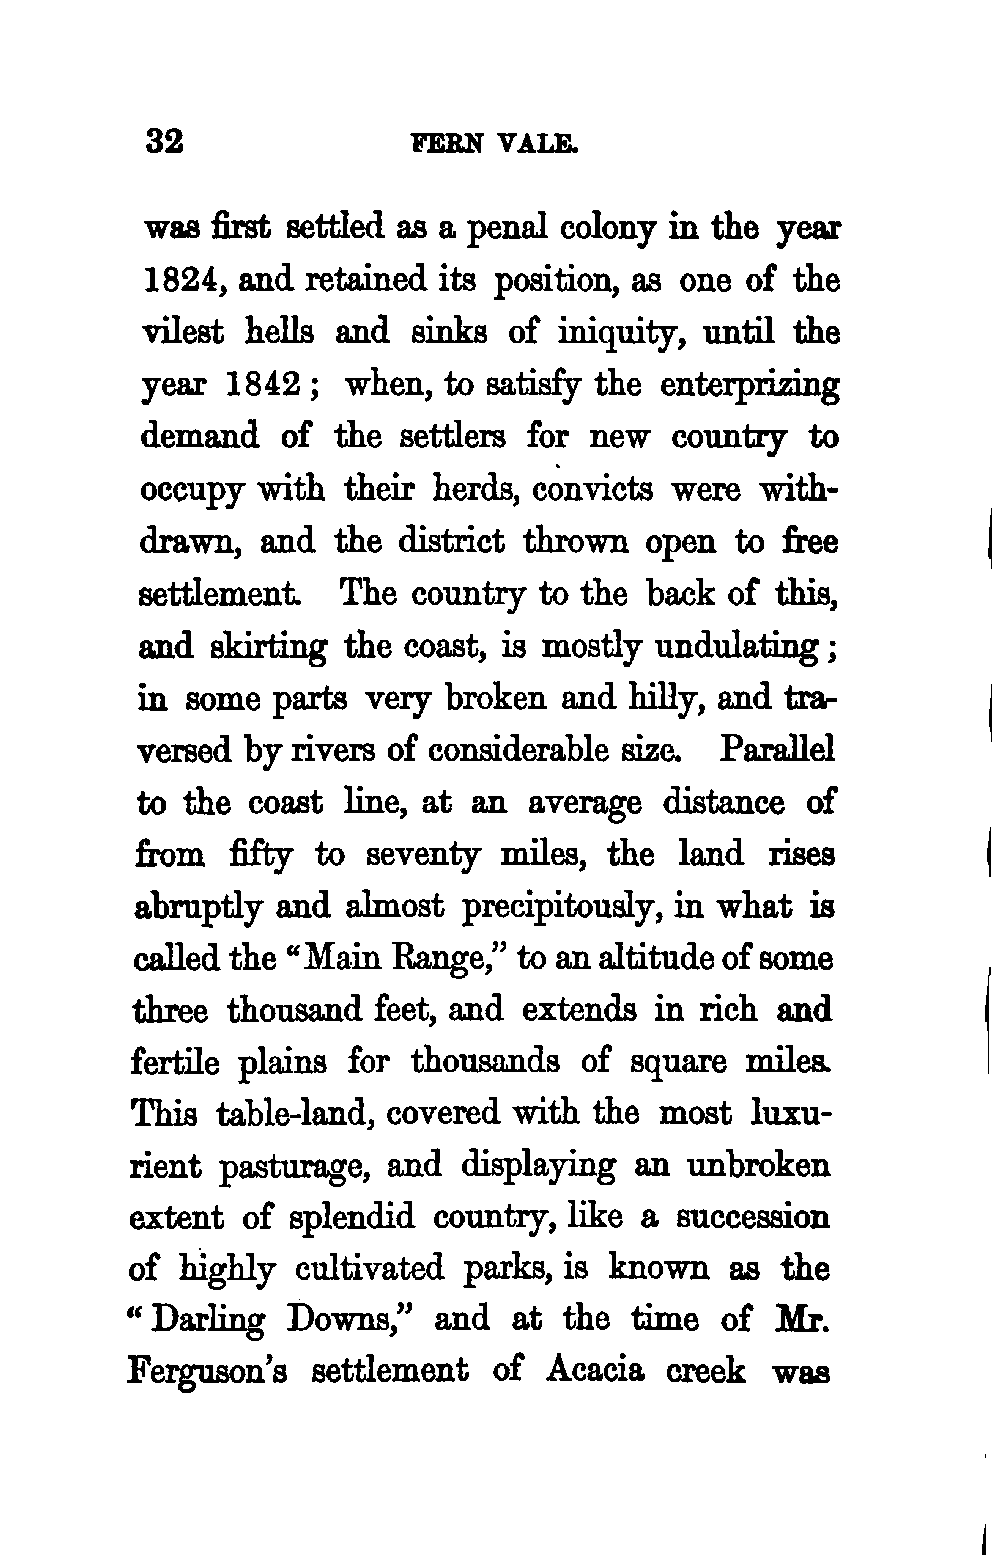 32 FERN VALE.
was first settled as a penal colony in the year
1824, and retained its position, as one of the
vilest hells and sinks of iniquity, until the
year 1842; when, to satisfy the enterprizing
demand of the settlers for new country to
occupy with their herds, convicts were with-
drawn, and the district thrown open to free
settlement. The country to the back of this,
and skirting the coast, is mostly undulating;
in some parts very broken and hilly, and tra-
versed by rivers of considerable size. Parallel
to the coast line, at an average distance of
from fifty to seventy miles, the land rises
abruptly and almost precipitously, in what is
called the “Main Range,” to an altitude of some
three thousand feet, and extends in rich and
fertile plains for thousands of square miles.
This table-land, covered with the most luxu-
rient pasturage, and displaying an unbroken
extent of splendid country, like a succession
of highly cultivated parks, is known as the
“Darling Downs,” and at the time of Mr.
Ferguson's settlement of Acacia creek was